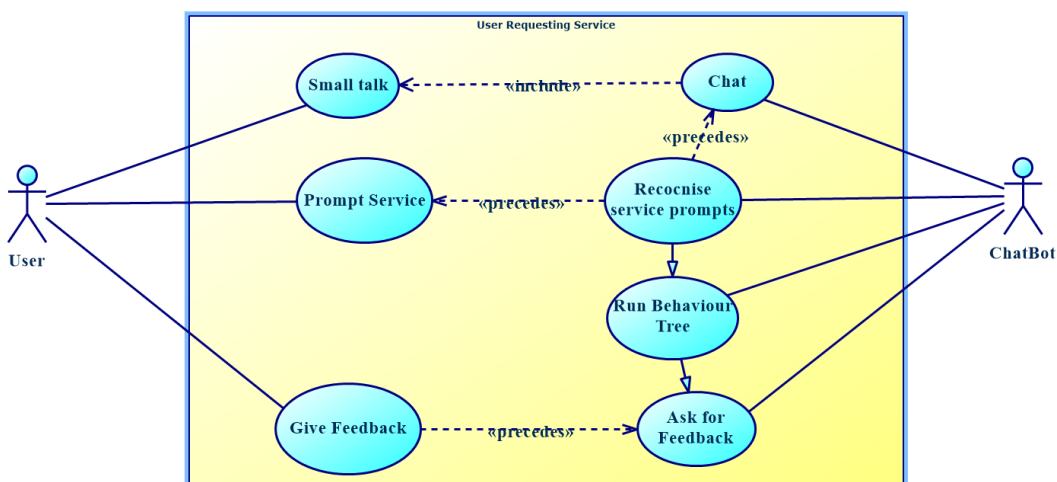 User Requesting Service
Small talk
«include»
Chat
«precedes»
Prompt Service
«precedes»
Recocnise
service prompts
User
ChatBot
Run Behaviour
Tree
Give Feedback
«precedes»
Ask for
Feedback